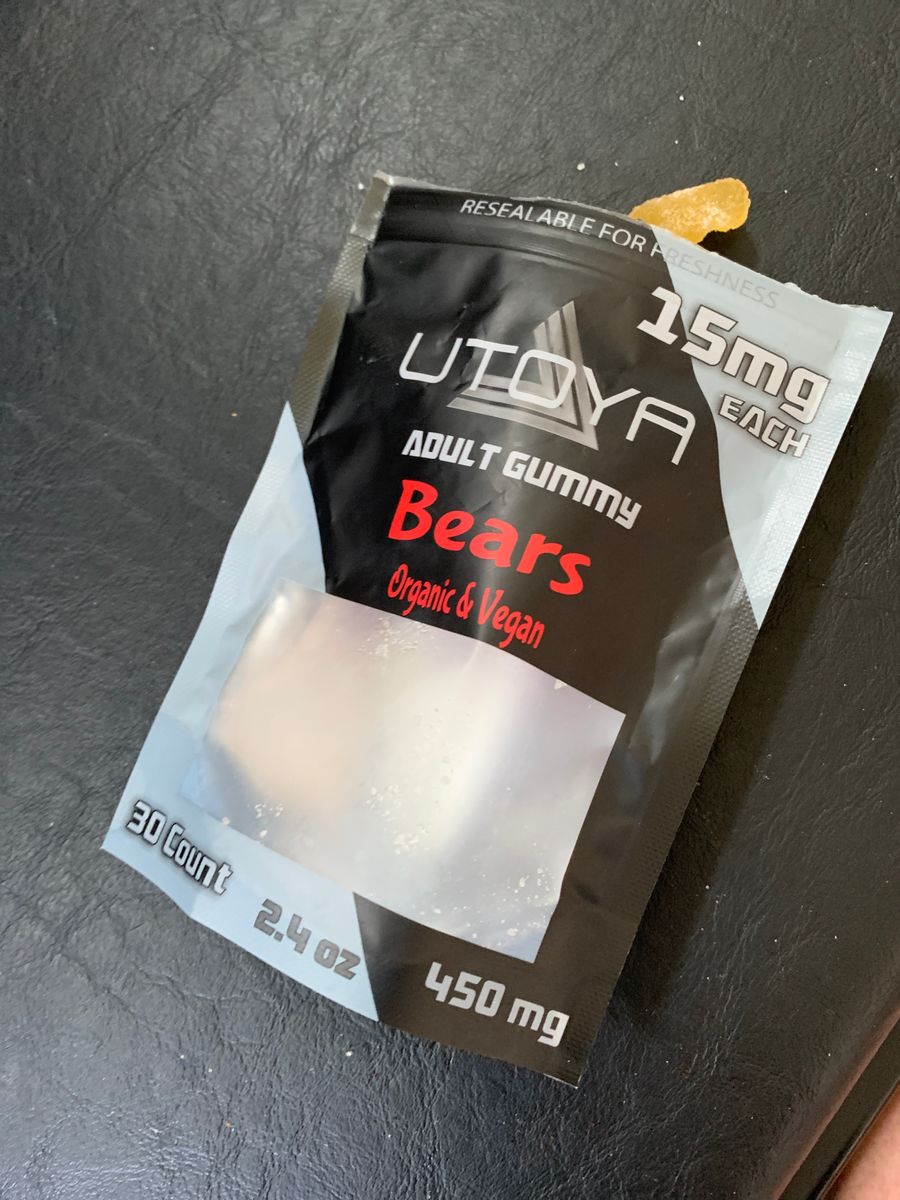 RESEALABLE FOR FRESHNESS
15mg
EACH
UTOYA
ADULT GUMMY
Bears
Organic & Vegan
30 Count
2.4 oz
450 mg